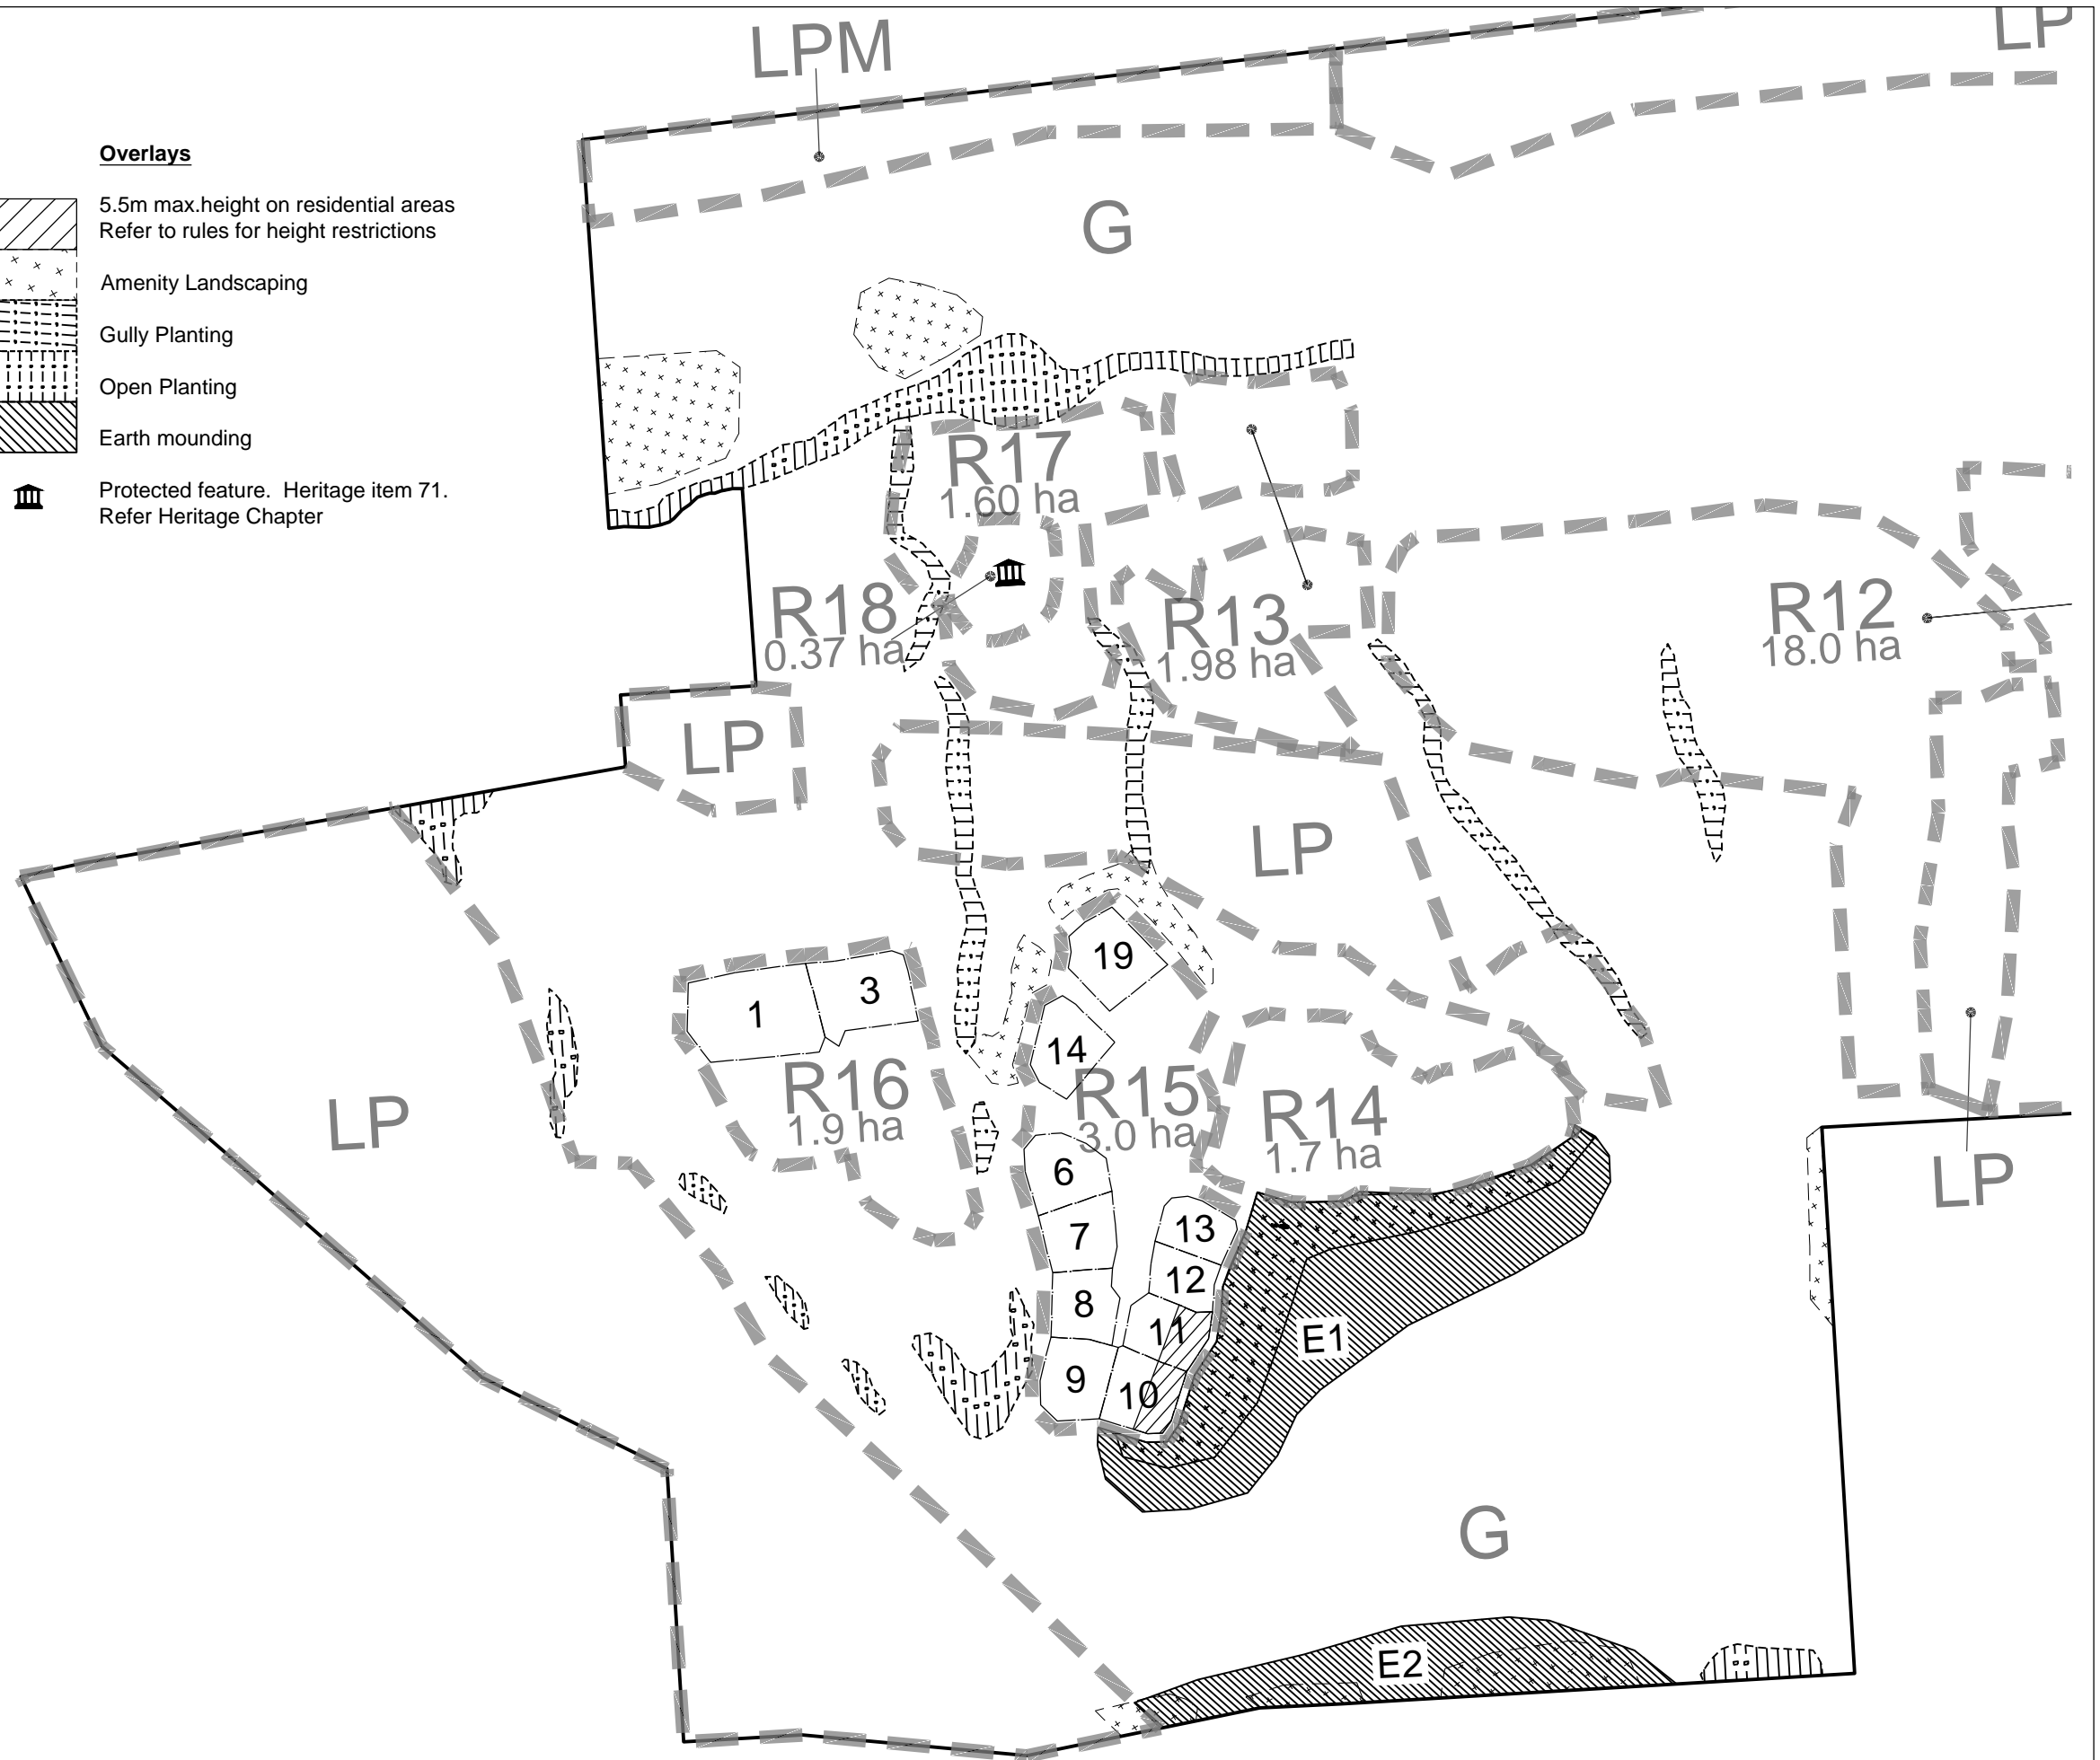 LPM
LP
Overlays
5.5m max.height on residential areas
Refer to rules for height restrictions
Amenity Landscaping
Gully Planting
Open Planting
Earth mounding
Protected feature.  Heritage item 71.
Refer Heritage Chapter
G
R17
1.60 ha
R18
0.37 ha
R13
1.98 ha
R12
18.0 ha
LP
LP
19
1
3
14
R16
1.9 ha
R15
3.0 ha
R14
1.7 ha
LP
LP
6
7
8
9
13
12
11
10
E1
G
E2